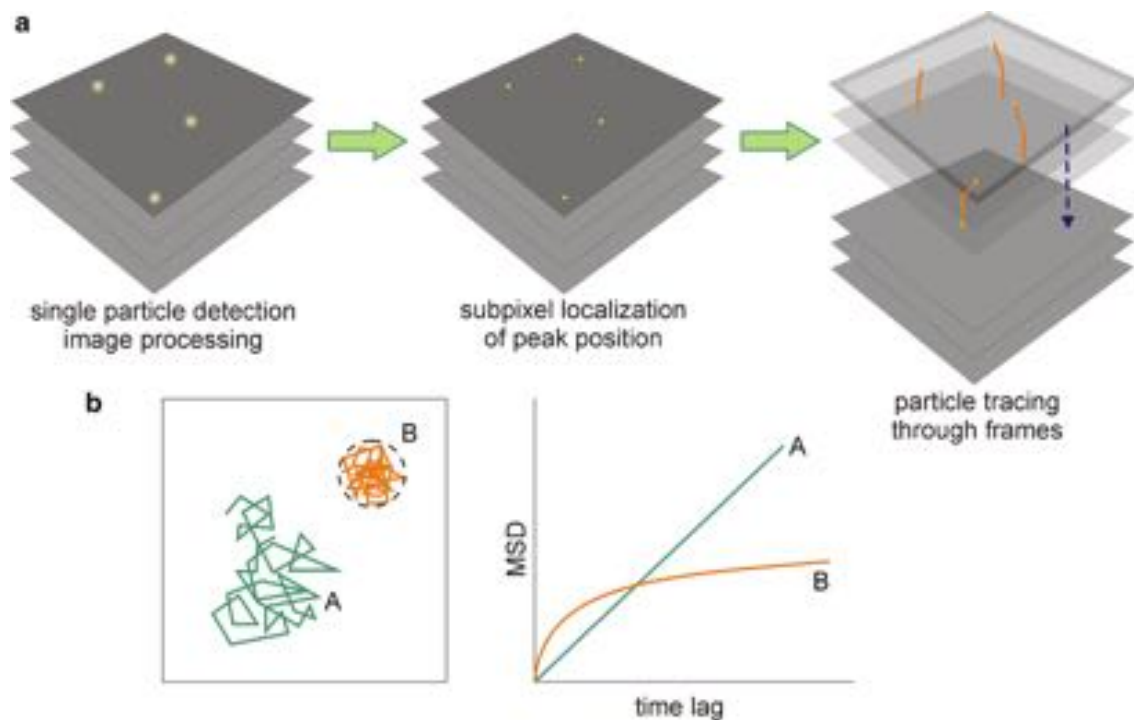 a
single particle detection
image processing
subpixel localization
of peak position
particle tracing
through frames
b
B
A
MSD
A
B
time lag